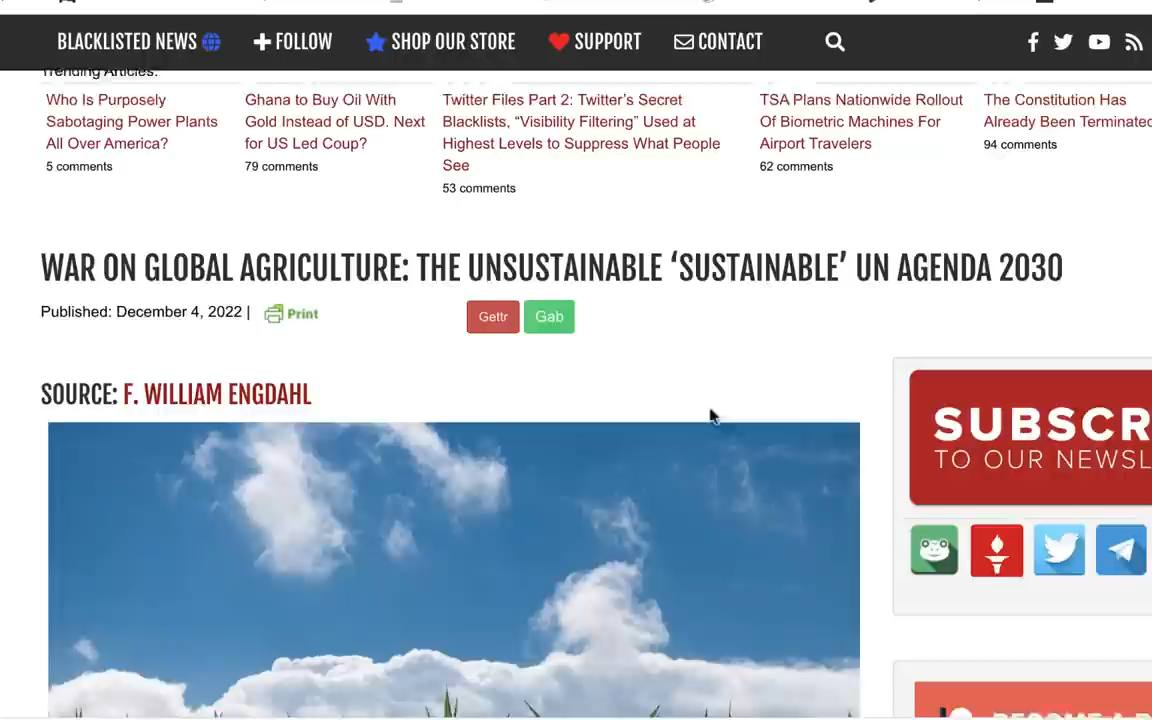 BLACKLISTED NEWS
FOLLOW
SHOP OUR STORE
SUPPORT
CONTACT
Trending Articles:
Who Is Purposely
Sabotaging Power Plants
All Over America?
5 comments
Ghana to Buy Oil With
Gold Instead of USD. Next
for US Led Coup?
79 comments
Twitter Files Part 2: Twitter’s Secret
Blacklists, “Visibility Filtering” Used at
Highest Levels to Suppress What People
See
53 comments
TSA Plans Nationwide Rollout
Of Biometric Machines For
Airport Travelers
62 comments
The Constitution Has
Already Been Terminated
94 comments
WAR ON GLOBAL AGRICULTURE: THE UNSUSTAINABLE ‘SUSTAINABLE’ UN AGENDA 2030
Published: December 4, 2022 |
Print
Gettr
Gab
SOURCE: F. WILLIAM ENGDAHL
SUBSCR
TO OUR NEWSL